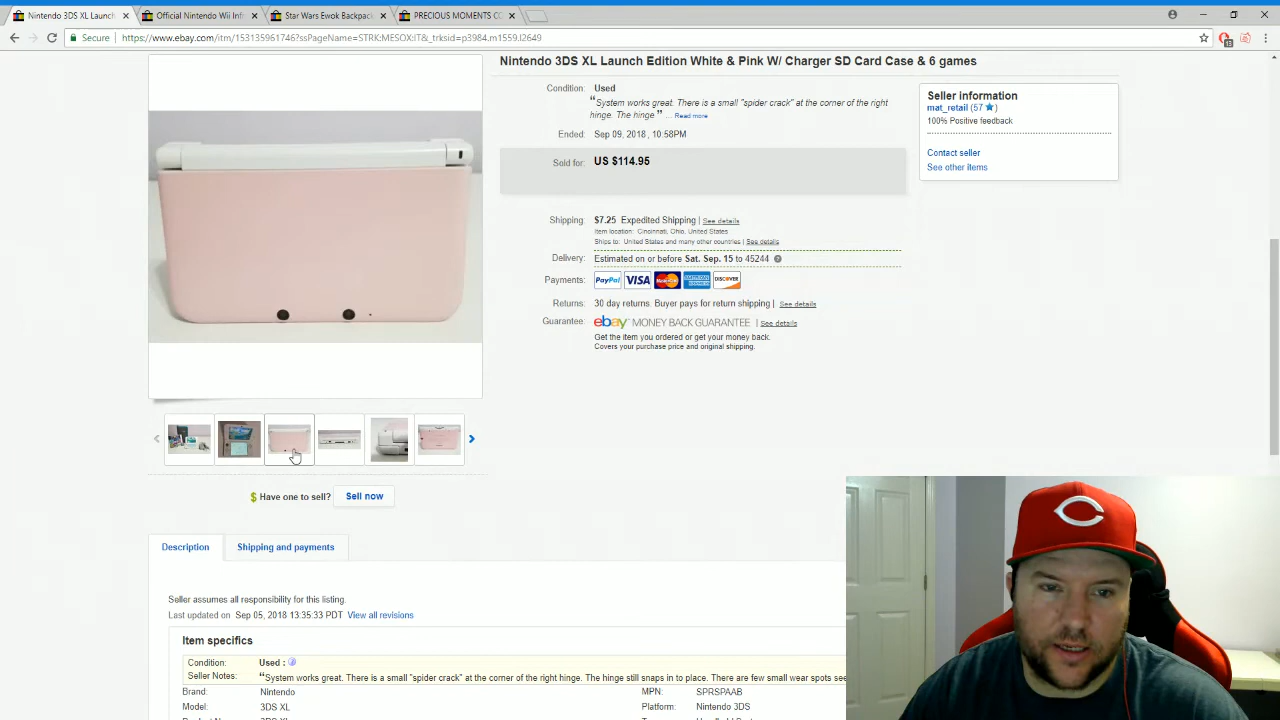 Nintendo 3DS XL Launch
Official Nintendo Wii Infr
Star Wars Ewok Backpack
PRECIOUS MOMENTS CO
Secure
https://www.ebay.com/itm/153135961746?ssPageName=STRK:MESOX:IT&_trksid=p3984.m1559.l2649
Nintendo 3DS XL Launch Edition White & Pink W/ Charger SD Card Case & 6 games
Condition: Used
"System works great. There is a small "spider crack" at the corner of the right
hinge. The hinge " ... Read more
Ended: Sep 09, 2018 , 10:58PM
Sold for: US $114.95
Shipping: $7.25 Expedited Shipping | See details
Item location: Cincinnati, Ohio, United States
Ships to: United States and many other countries | See details
Delivery: Estimated on or before Sat. Sep. 15 to 45244
Payments: PayPal VISA MasterCard AMERICAN EXPRESS DISCOVER
Returns: 30 day returns. Buyer pays for return shipping | See details
Guarantee: ebay MONEY BACK GUARANTEE | See details
Get the item you ordered or get your money back.
Covers your purchase price and original shipping.
Seller information
mat_retail (57 )
100% Positive feedback
Contact seller
See other items
$ Have one to sell? Sell now
Description
Shipping and payments
Seller assumes all responsibility for this listing.
Last updated on Sep 05, 2018 13:35:33 PDT View all revisions
Item specifics
Condition: Used :
Seller Notes: "System works great. There is a small "spider crack" at the corner of the right hinge. The hinge still snaps in to place. There are few small wear spots see
Brand: Nintendo
MPN: SPRSPAAB
Model: 3DS XL
Platform: Nintendo 3DS
C